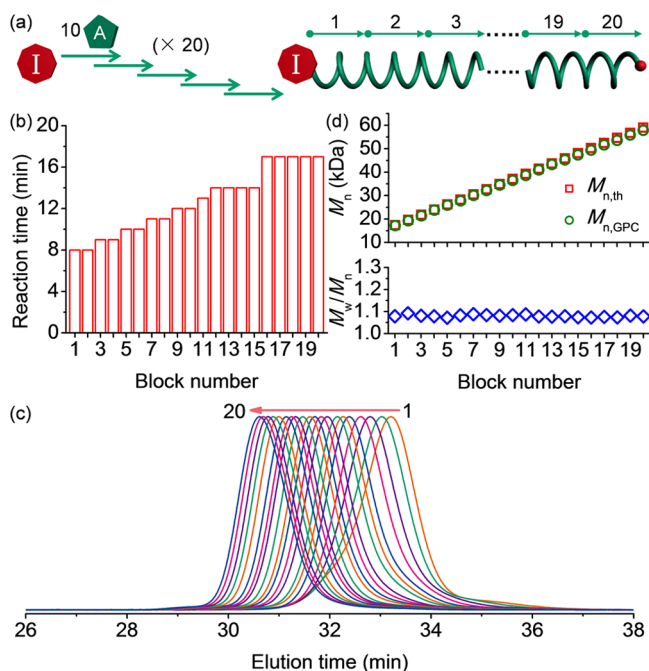 (a)
10
A
(× 20)
I
I
1 2 3 19 20
(b)
20
16
12
8
4
0
Reaction time (min)
1 3 5 7 9 11 13 15 17 19
Block number
(d)
60
50
40
30
20
10
Mn (kDa)
Mn,th
Mn,GPC
1.3
1.2
1.1
1.0
Mw/Mn
1 3 5 7 9 11 13 15 17 19
Block number
(c)
20 1
26 28 30 32 34 36 38
Elution time (min)